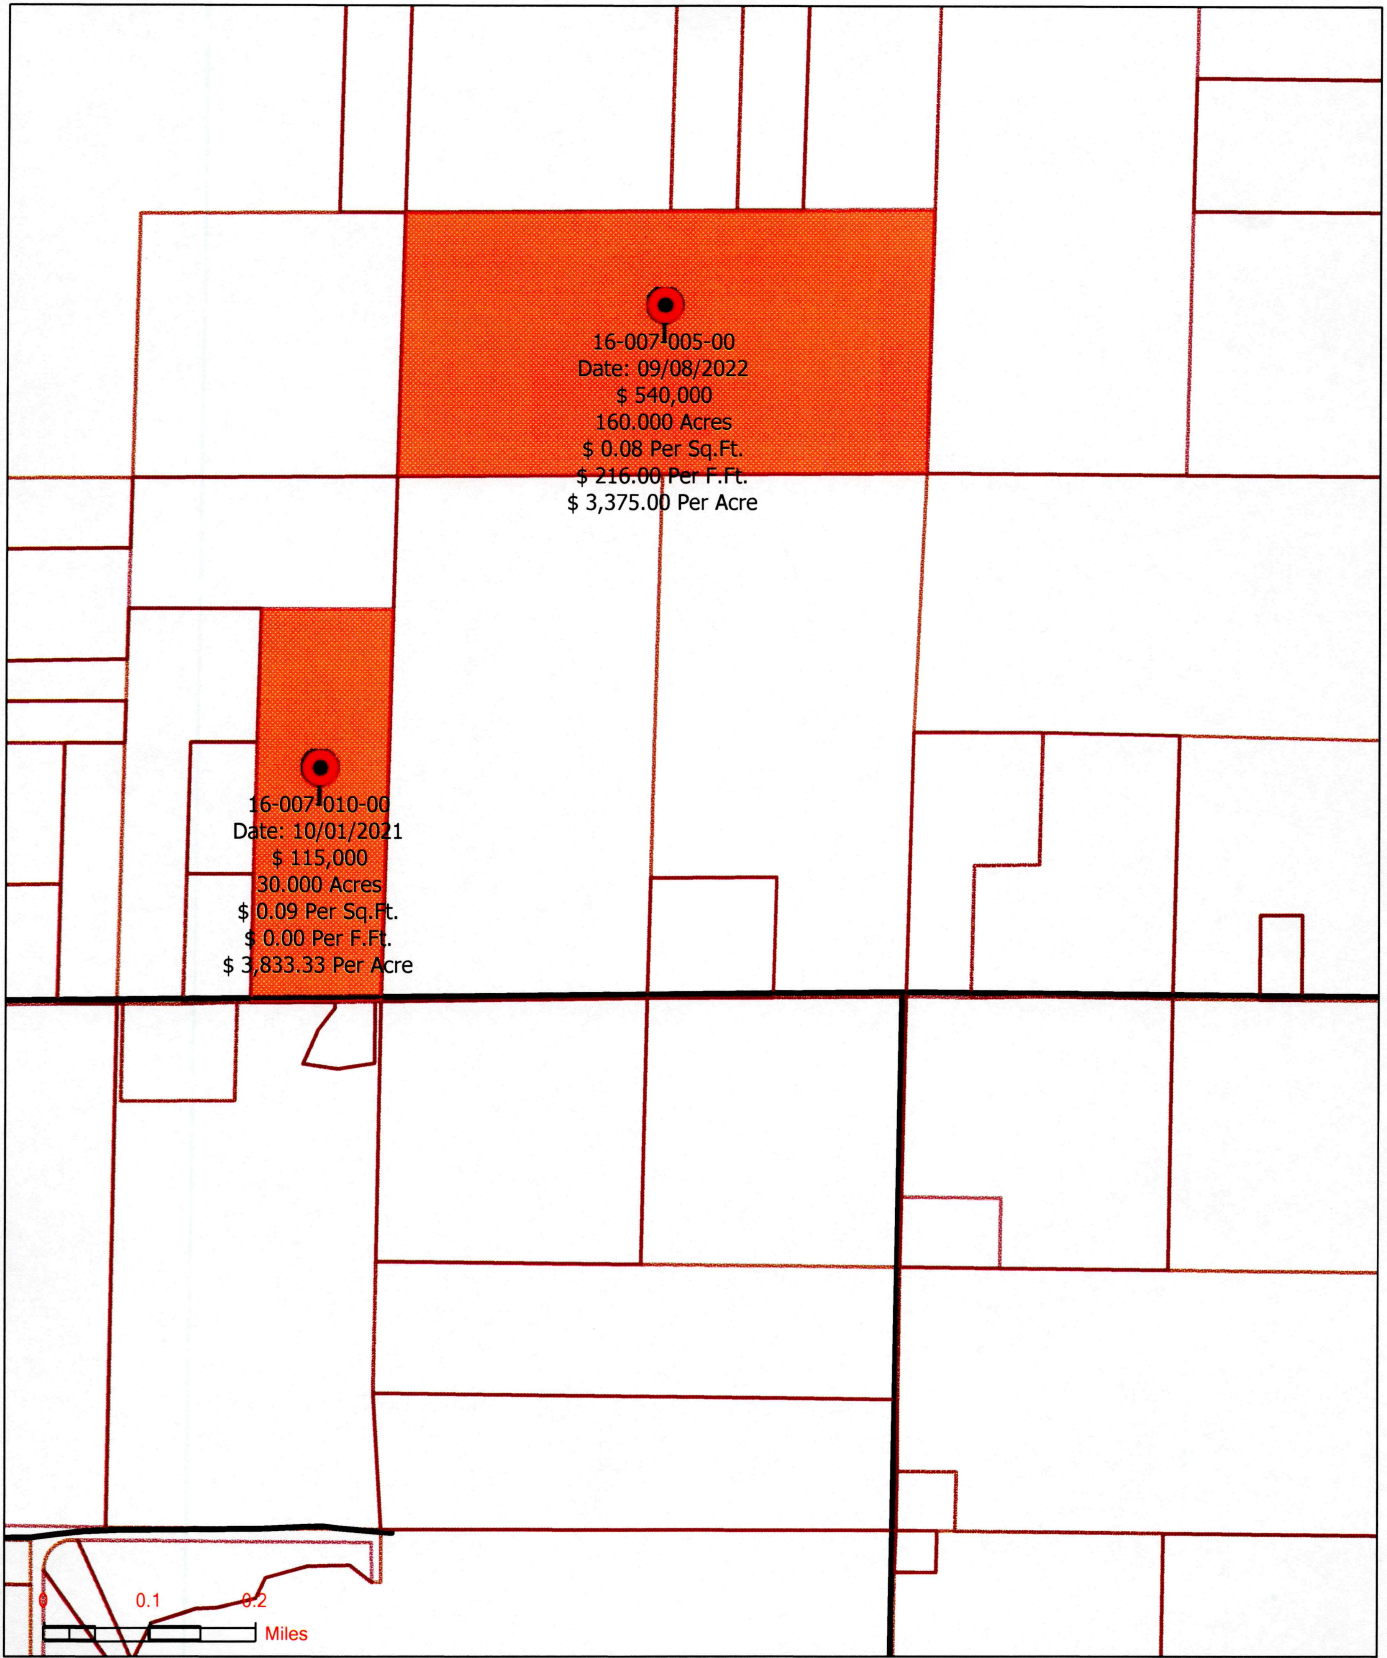 16-007-005-00
Date: 09/08/2022
$ 540,000
160.000 Acres
$ 0.08 Per Sq.Ft.
$ 216.00 Per F.Ft.
$ 3,375.00 Per Acre
16-007-010-00
Date: 10/01/2021
$ 115,000
30.000 Acres
$ 0.09 Per Sq.Ft.
$ 0.00 Per F.Ft.
$ 3,833.33 Per Acre
0 0.1 0.2
Miles